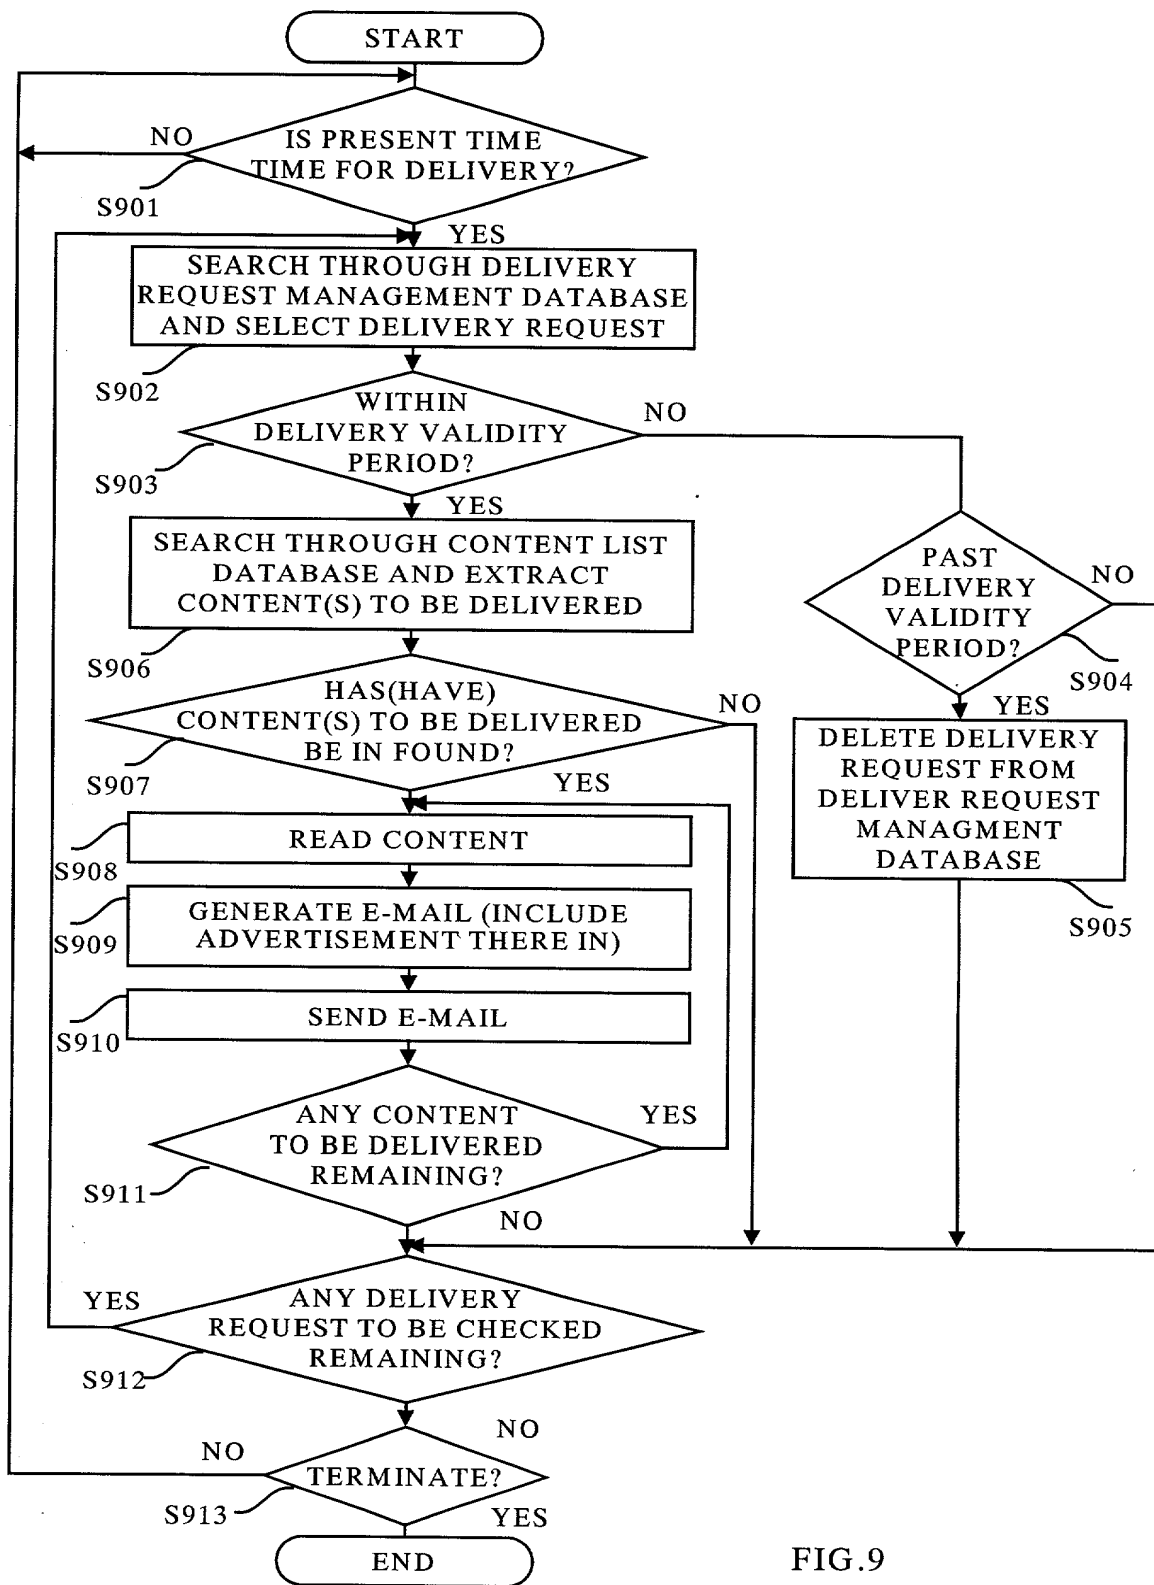 START
NO
IS PRESENT TIME
TIME FOR DELIVERY?
S901
YES
SEARCH THROUGH DELIVERY
REQUEST MANAGEMENT DATABASE
AND SELECT DELIVERY REQUEST
S902
WITHIN
DELIVERY VALIDITY
PERIOD?
NO
S903
YES
SEARCH THROUGH CONTENT LIST
DATABASE AND EXTRACT
CONTENT(S) TO BE DELIVERED
S906
PAST
DELIVERY
VALIDITY
PERIOD?
NO
S904
YES
DELETE DELIVERY
REQUEST FROM
DELIVER REQUEST
MANAGMENT
DATABASE
S905
HAS(HAVE)
CONTENT(S) TO BE DELIVERED
BE IN FOUND?
NO
S907
YES
READ CONTENT
S908
GENERATE E-MAIL (INCLUDE
ADVERTISEMENT THERE IN)
S909
SEND E-MAIL
S910
ANY CONTENT
TO BE DELIVERED
REMAINING?
YES
S911
NO
YES
ANY DELIVERY
REQUEST TO BE CHECKED
REMAINING?
S912
NO
NO
TERMINATE?
S913
YES
END
FIG.9